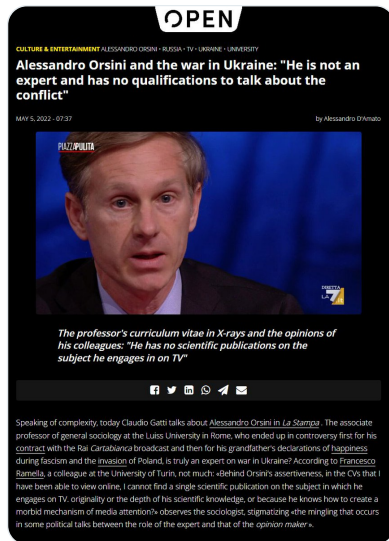 OPEN
CULTURE & ENTERTAINMENT ALESSANDRO ORSINI • RUSSIA • TV • UKRAINE • UNIVERSITY
Alessandro Orsini and the war in Ukraine: "He is not an
expert and has no qualifications to talk about the
conflict"
MAY 5, 2022 - 07:37
by Alessandro D'Amato
PIAZZAPULITA
DIRETTA
LA7
The professor's curriculum vitae in X-rays and the opinions of
his colleagues: "He has no scientific publications on the
subject he engages in on TV"
Speaking of complexity, today Claudio Gatti talks about Alessandro Orsini in La Stampa . The associate
professor of general sociology at the Luiss University in Rome, who ended up in controversy first for his
contract with the Rai Cartabianca broadcast and then for his grandfather's declarations of happiness
during fascism and the invasion of Poland, is truly an expert on war in Ukraine? According to Francesco
Ramella, a colleague at the University of Turin, not much: «Behind Orsini's assertiveness, in the CVs that I
have been able to view online, I cannot find a single scientific publication on the subject in which he
engages on TV. originality or the depth of his scientific knowledge, or because he knows how to create a
morbid mechanism of media attention?» observes the sociologist, stigmatizing «the mingling that occurs
in some political talks between the role of the expert and that of the opinion maker ».